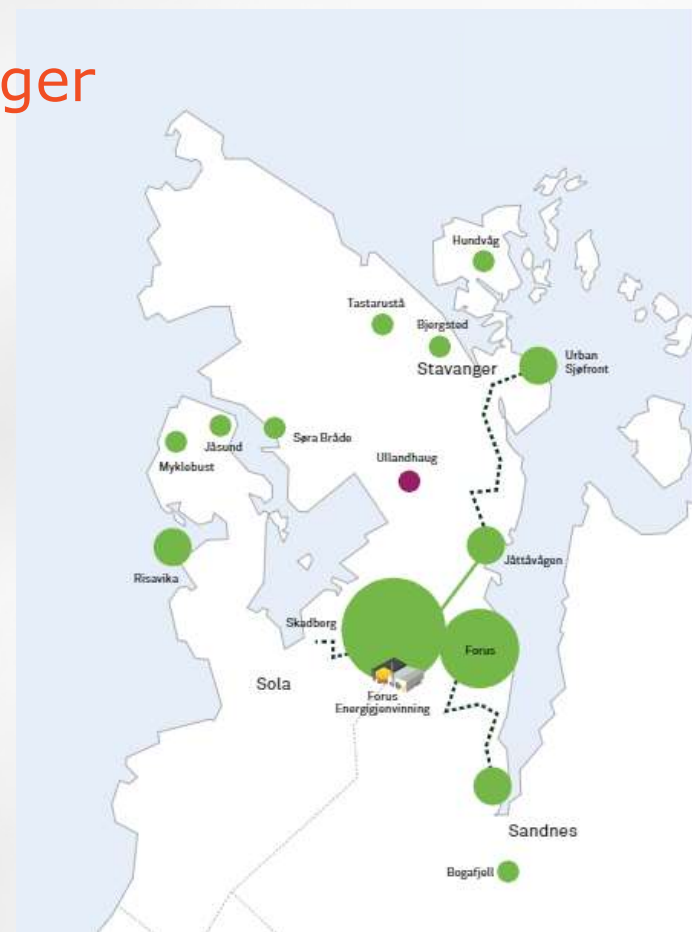 ger
Hundvåg
Tastarustå
Bjergsted
Stavanger
Urban
Sjøfront
Søra Bråde
Jåsund
Myklebust
Ullandhaug
Risavika
Jåttåvågen
Skadberg
Forus
Sola
Forus
Energigjenvinning
Sandnes
Bogafjell